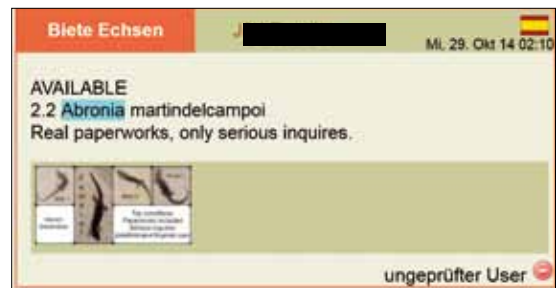 Biete Echsen
J
Mi, 29. Okt 14 02:10
AVAILABLE
2.2 Abronia martindelcampoi
Real paperworks, only serious inquires.
ungeprüfter User